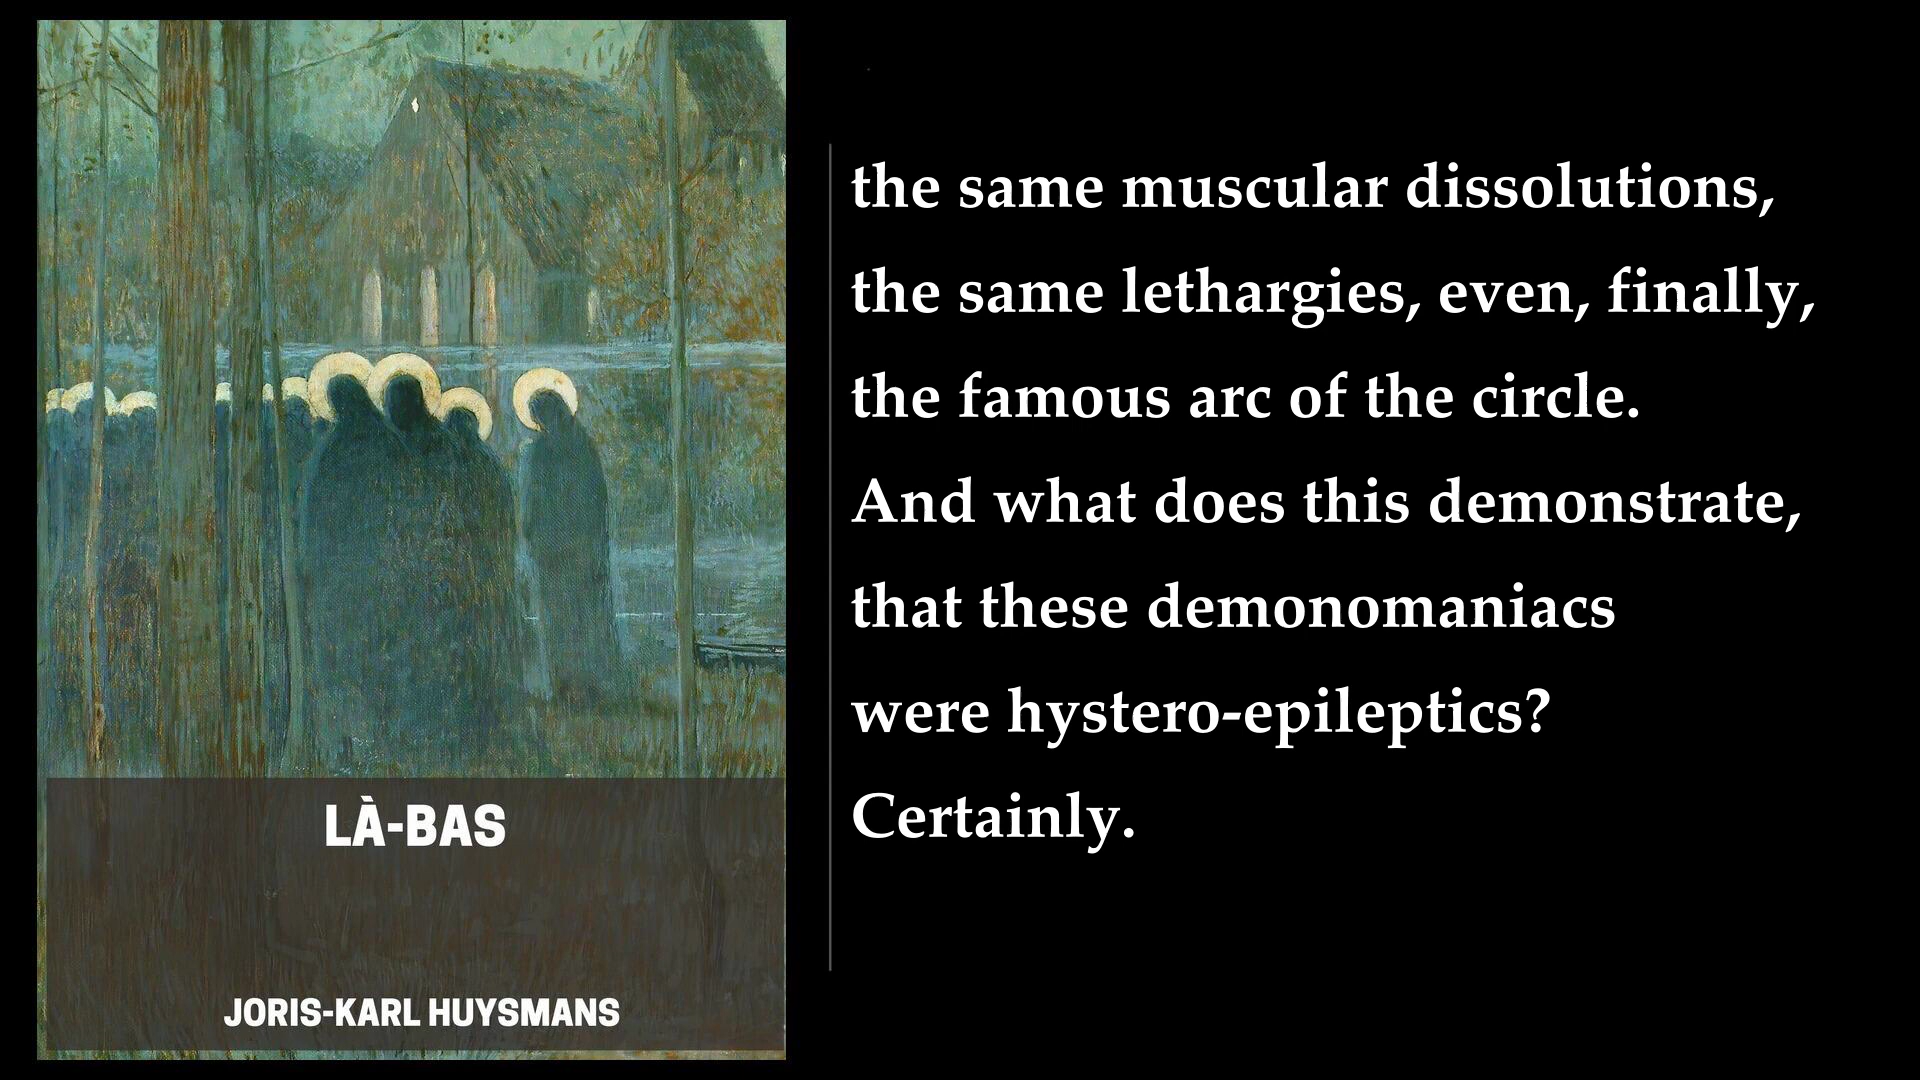 LÀ-BAS
JORIS-KARL HUYSMANS
the same muscular dissolutions,
the same lethargies, even, finally,
the famous arc of the circle.
And what does this demonstrate,
that these demonomaniacs
were hystero-epileptics?
Certainly.